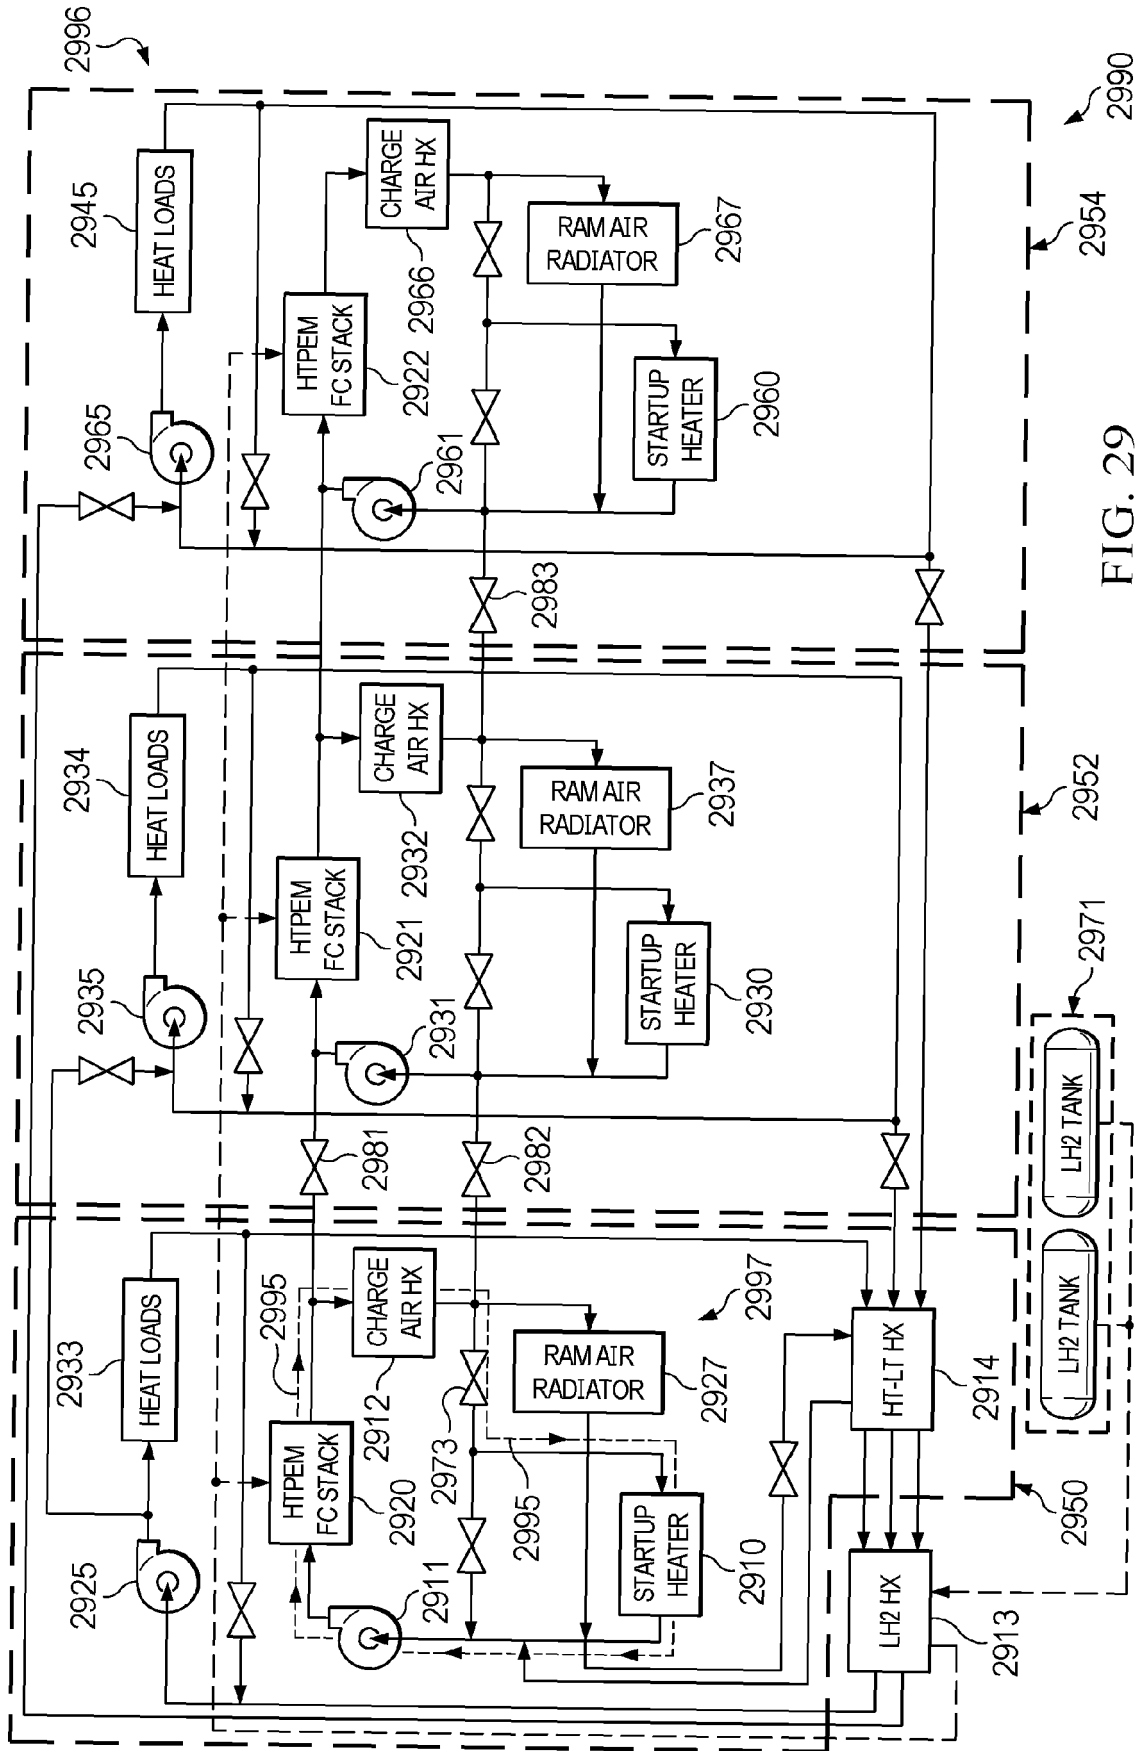 2996
2990
HEAT LOADS
2945
2965
HTPEM
FC STACK
2922
CHARGE
AIR HX
2966
RAM AIR
RADIATOR
2967
STARTUP
HEATER
2960
2961
2983
2954
FIG. 29
HEAT LOADS
2934
2935
HTPEM
FC STACK
2921
CHARGE
AIR HX
2932
RAM AIR
RADIATOR
2937
STARTUP
HEATER
2930
2931
2981
2982
2952
LH2 TANK
LH2 TANK
2971
HEAT LOADS
2933
2925
HTPEM
FC STACK
2920
2995
CHARGE
AIR HX
2912
2973
2997
RAM AIR
RADIATOR
2927
2995
STARTUP
HEATER
2910
2911
HT-LT HX
2914
2950
LH2 HX
2913